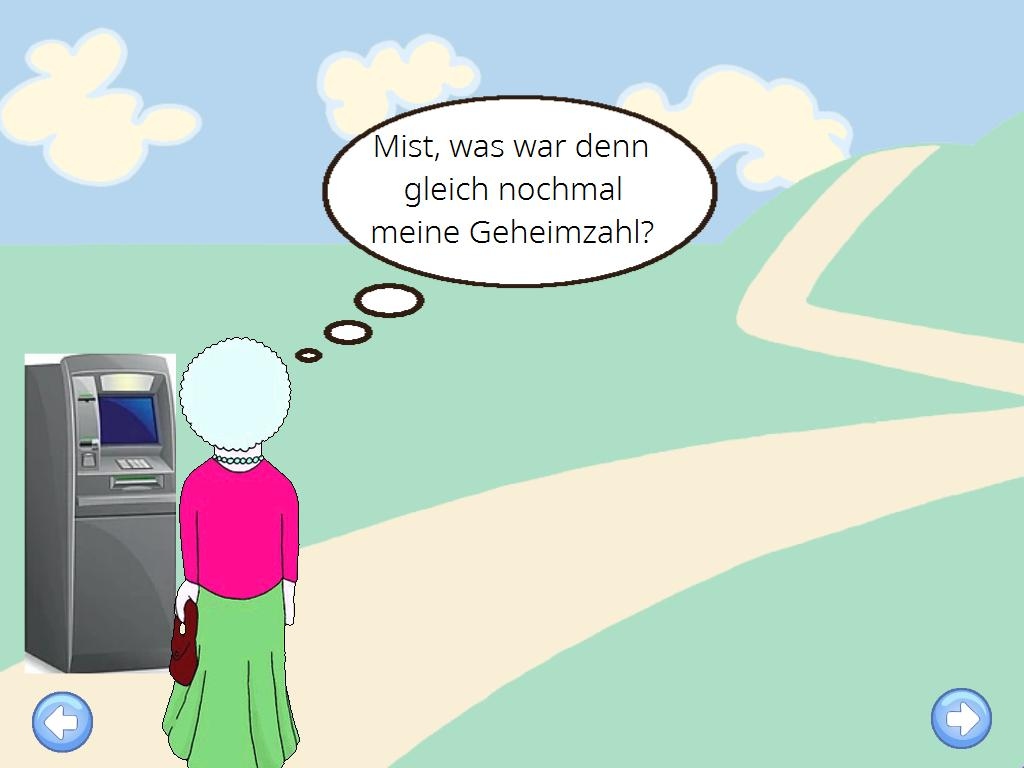 Mist, was war denn
gleich nochmal
meine Geheimzahl?